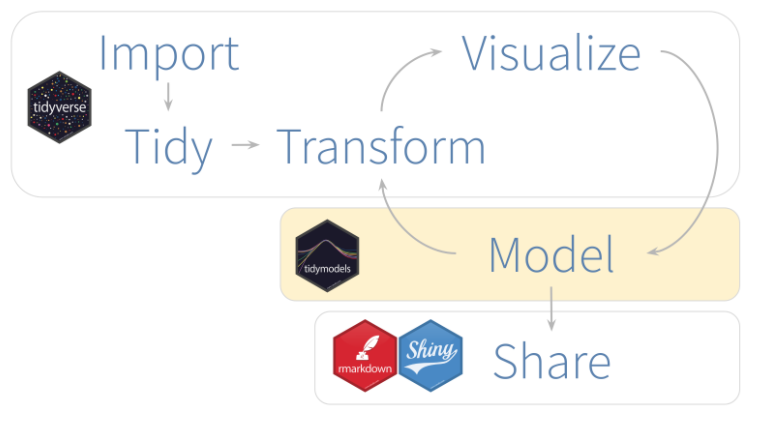 Import
Visualize
tidyverse
Tidy
Transform
tidymodels
Model
rmarkdown
Shiny
Share